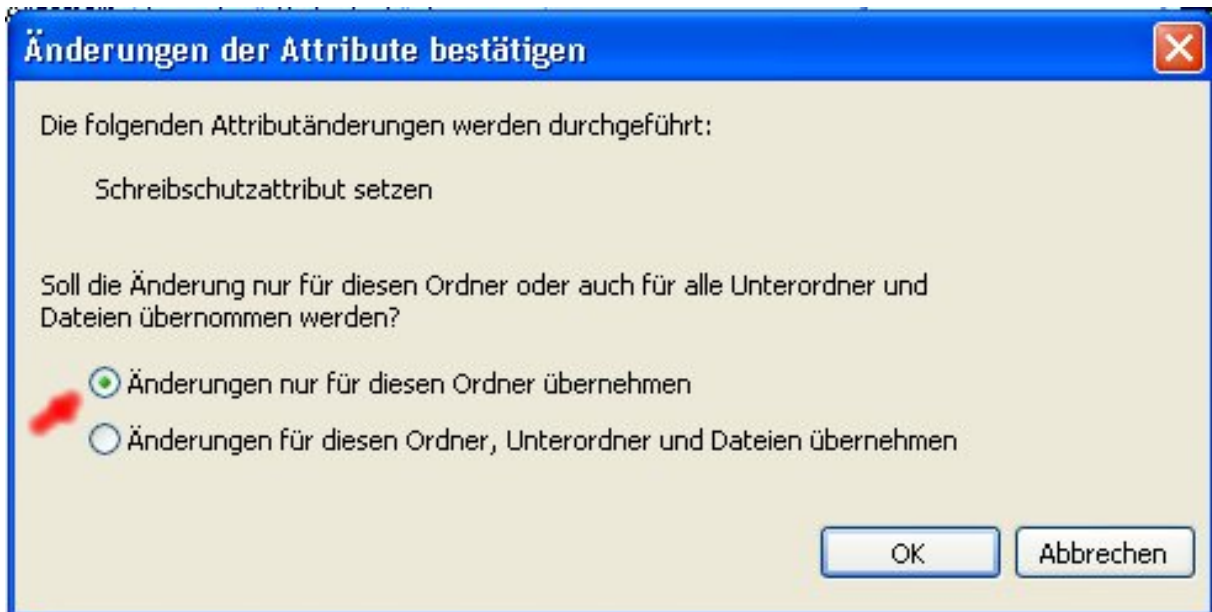 Änderungen der Attribute bestätigen
Die folgenden Attributänderungen werden durchgeführt:
Schreibschutzattribut setzen
Soll die Änderung nur für diesen Ordner oder auch für alle Unterordner und
Dateien übernommen werden?
Änderungen nur für diesen Ordner übernehmen
Änderungen für diesen Ordner, Unterordner und Dateien übernehmen
OK
Abbrechen